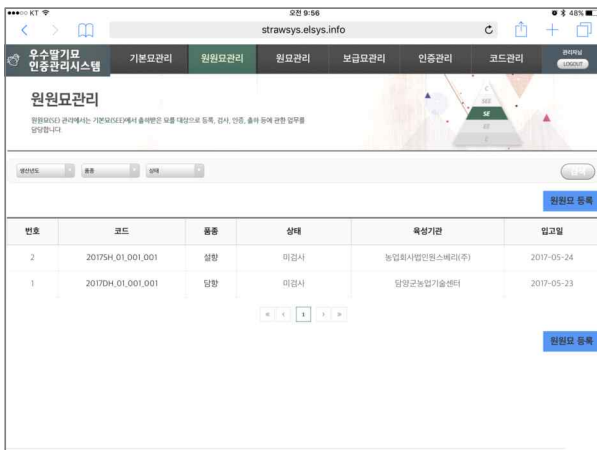 KT 오전 9:56 48%
strawsys.elsys.info
우수딸기묘
인증관리시스템
기본묘관리 원원묘관리 원묘관리 보급묘관리 인증관리 코드관리
관리자님
LOGOUT
원원묘관리
원원묘(SE) 관리에서는 기본묘(SEE)에서 출하받은 묘를 대상으로 등록, 검사, 인증, 출하 등에 관한 업무를
담당합니다.
C
SEE
SE
EE
E
생산년도 품종 상태 검색
원원묘 등록
번호 코드 품종 상태 육성기관 입고일
2 2017SH_01_001_001 설향 미검사 농업회사법인원스베리(주) 2017-05-24
1 2017DH_01_001_001 담향 미검사 담양군농업기술센터 2017-05-23
« ‹ 1 › »
원원묘 등록